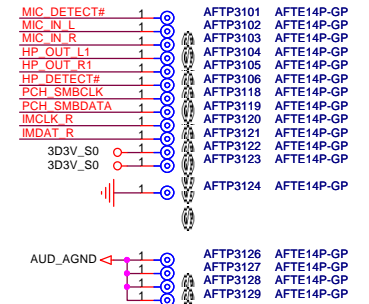 MIC_DETECT# 1 AFTP3101 AFTE14P-GP
MIC_IN_L 1 AFTP3102 AFTE14P-GP
MIC_IN_R 1 AFTP3103 AFTE14P-GP
HP_OUT_L1 1 AFTP3104 AFTE14P-GP
HP_OUT_R1 1 AFTP3105 AFTE14P-GP
HP_DETECT# 1 AFTP3106 AFTE14P-GP
PCH_SMBCLK 1 AFTP3118 AFTE14P-GP
PCH_SMBDATA 1 AFTP3119 AFTE14P-GP
IMCLK_R 1 AFTP3120 AFTE14P-GP
IMDAT_R 1 AFTP3121 AFTE14P-GP
3D3V_S0 1 AFTP3122 AFTE14P-GP
3D3V_S0 1 AFTP3123 AFTE14P-GP
1 AFTP3124 AFTE14P-GP
AUD_AGND 1 AFTP3126 AFTE14P-GP
1 AFTP3127 AFTE14P-GP
1 AFTP3128 AFTE14P-GP
1 AFTP3129 AFTE14P-GP